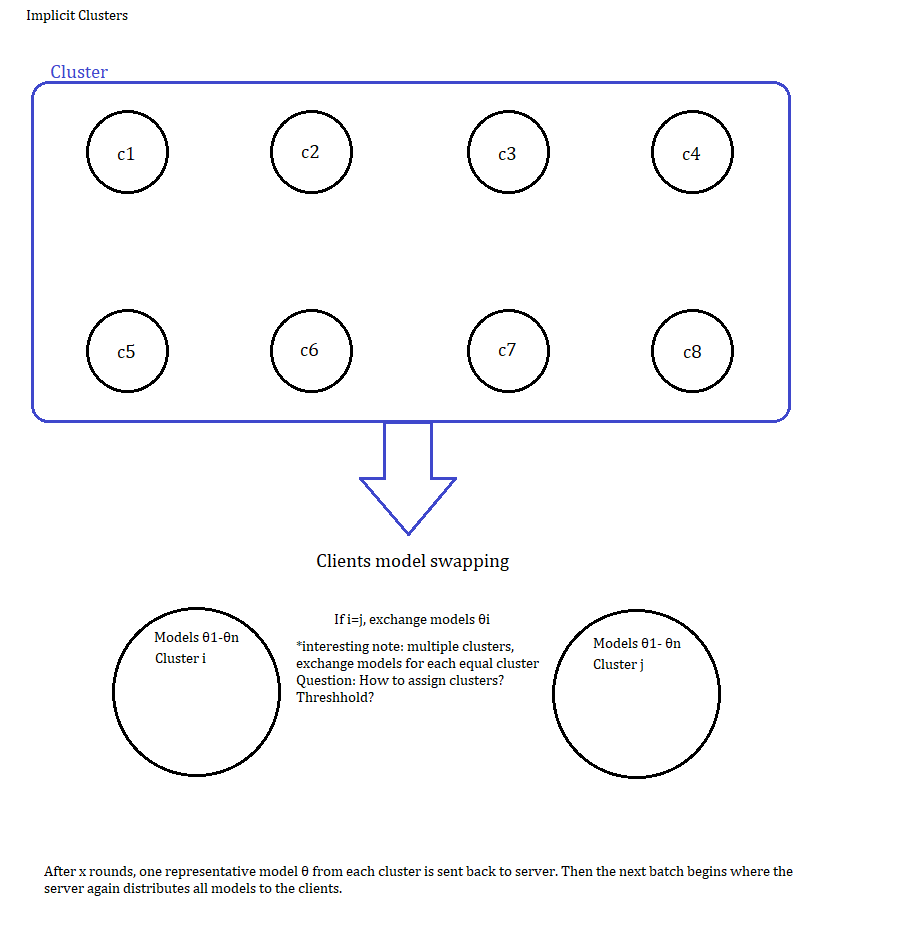 Implicit Clusters
Cluster
c1
c2
c3
c4
c5
c6
c7
c8
Clients model swapping
If i=j, exchange models θi
*interesting note: multiple clusters,
exchange models for each equal cluster
Question: How to assign clusters?
Threshhold?
Models θ1-θn
Cluster i
Models θ1- θn
Cluster j
After x rounds, one representative model θ from each cluster is sent back to server. Then the next batch begins where the
server again distributes all models to the clients.